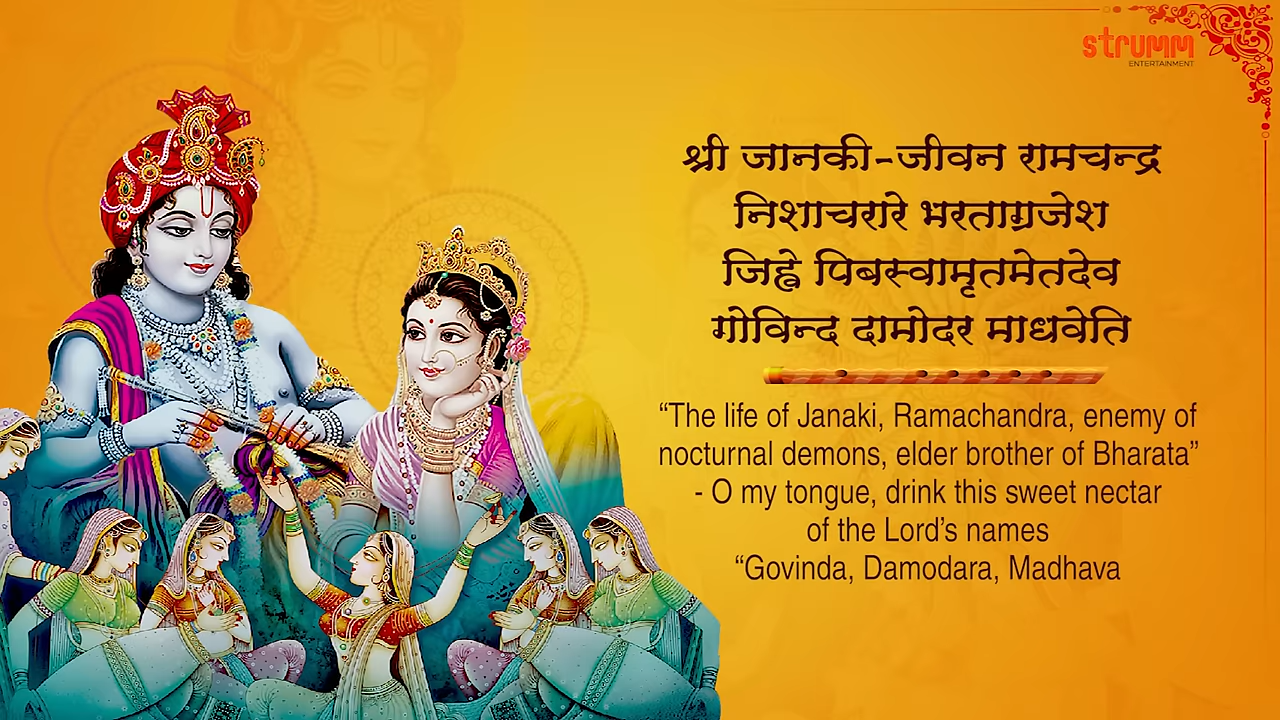 strumm
ENTERTAINMENT
श्री जानकी-जीवन रामचन्द्र
निशाचरारे भरताग्रजेश
जिह्वे पिबस्वामृतमेतदेव
गोविन्द दामोदर माधवेति
“The life of Janaki, Ramachandra, enemy of
nocturnal demons, elder brother of Bharata”
- O my tongue, drink this sweet nectar
of the Lord’s names
“Govinda, Damodara, Madhava